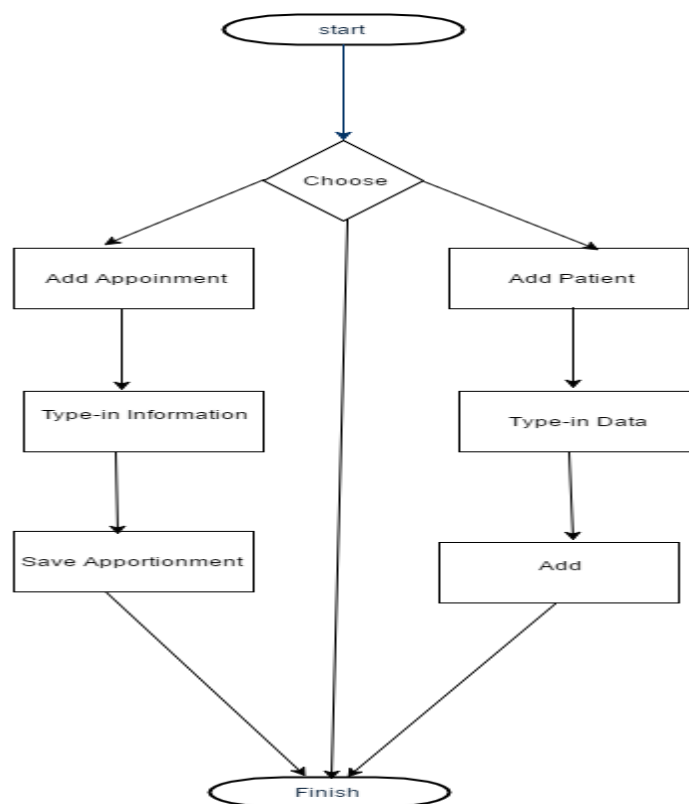 start
Choose
Add Appoinment
Add Patient
Type-in Information
Type-in Data
Save Apportionment
Add
Finish